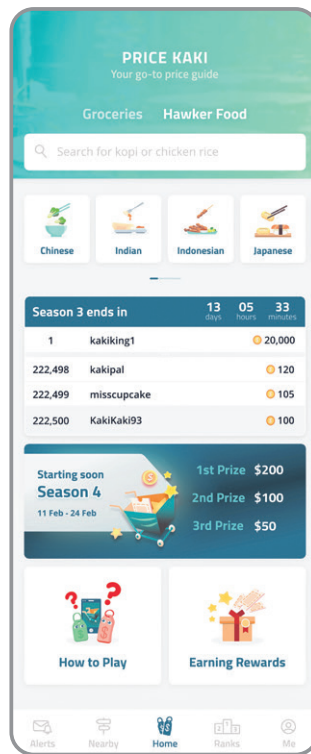 PRICE KAKI
Your go-to price guide
Groceries Hawker Food
Search for kopi or chicken rice
Chinese Indian Indonesian Japanese
Season 3 ends in 13 days 05 hours 33 minutes
1 kakiking1 20,000
222,498 kakipal 120
222,499 misscupcake 105
222,500 KakiKaki93 100
Starting soon
Season 4
11 Feb - 24 Feb
1st Prize $200
2nd Prize $100
3rd Prize $50
How to Play Earning Rewards
Alerts Nearby Home Ranks Me